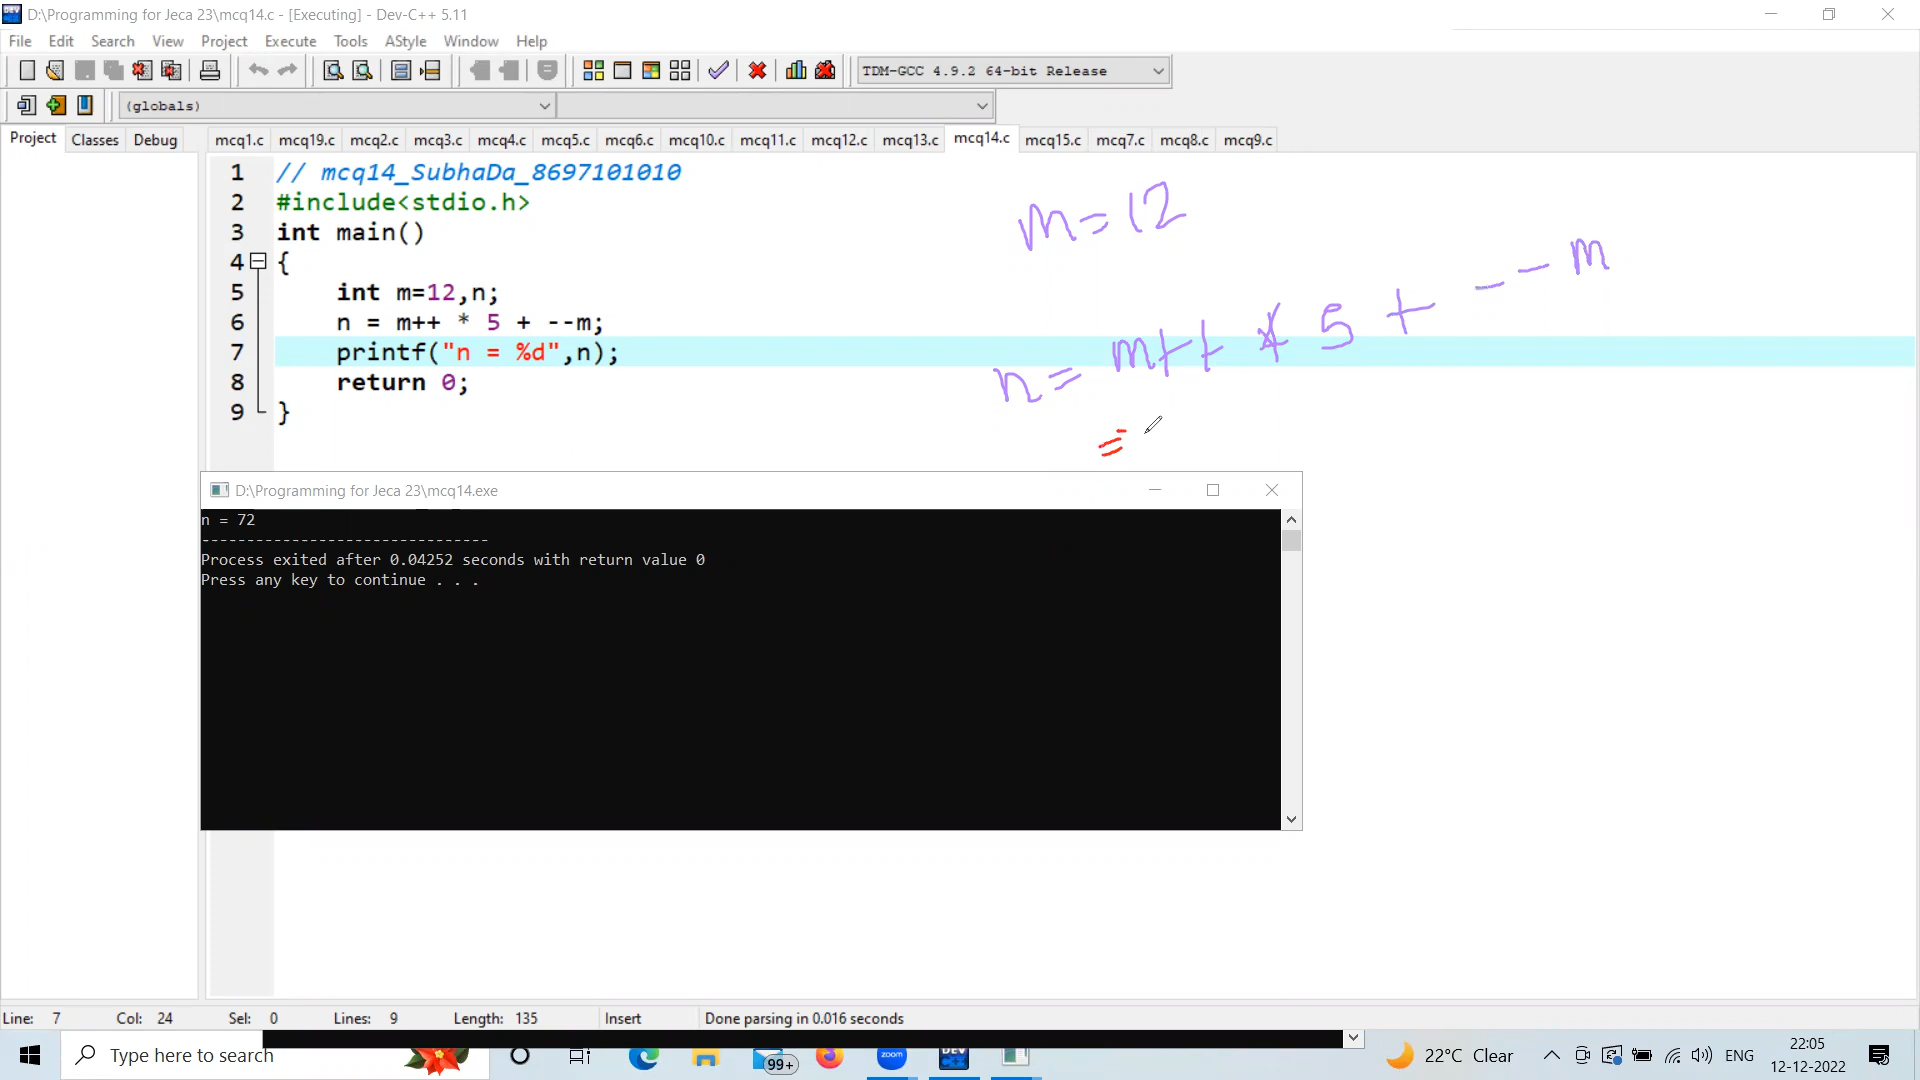 D:\Programming for Jeca 23\mcq14.c - [Executing] - Dev-C++ 5.11
File Edit Search View Project Execute Tools AStyle Window Help
TDM-GCC 4.9.2 64-bit Release
(globals)
Project Classes Debug mcq1.c mcq19.c mcq2.c mcq3.c mcq4.c mcq5.c mcq6.c mcq10.c mcq11.c mcq12.c mcq13.c mcq14.c mcq15.c mcq7.c mcq8.c mcq9.c
1 // mcq14_SubhaDa_8697101010
2 #include<stdio.h>
3 int main()
4 {
5 int m=12,n;
6 n = m++ * 5 + --m;
7 printf("n = %d",n);
8 return 0;
9 }
m=12
n= m++ * 5 + --m
=
D:\Programming for Jeca 23\mcq14.exe
n = 72
--------------------------------
Process exited after 0.04252 seconds with return value 0
Press any key to continue . . .
Line: 7 Col: 24 Sel: 0 Lines: 9 Length: 135 Insert Done parsing in 0.016 seconds
Type here to search
99+
zoom
DEV
22°C Clear
ENG
22:05
12-12-2022